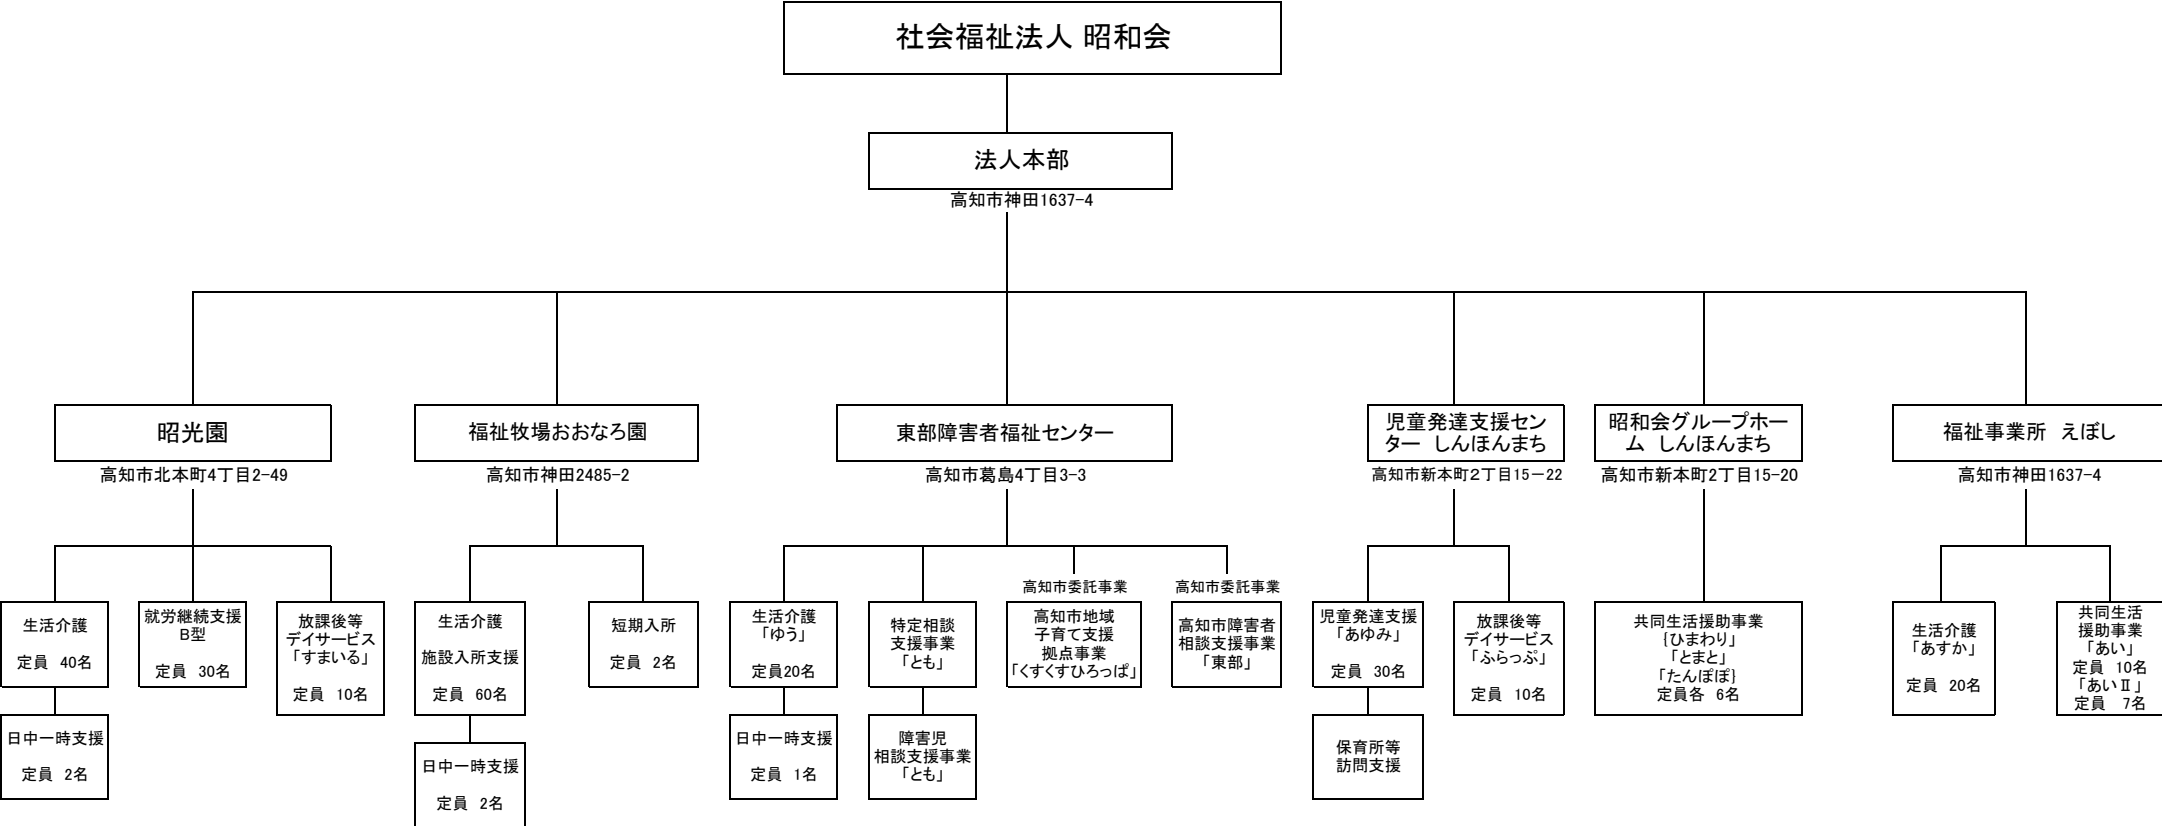 社会福祉法人 昭和会
法人本部
高知市神田1637-4
昭光園
高知市北本町4丁目2-49
福祉牧場おおなろ園
高知市神田2485-2
東部障害者福祉センター
高知市葛島4丁目3-3
児童発達支援セン
ター しんほんまち
高知市新本町2丁目15－22
昭和会グループホー
ム しんほんまち
高知市新本町2丁目15-20
福祉事業所 えぼし
高知市神田1637-4
生活介護
定員 40名
日中一時支援
定員 2名
就労継続支援
B型
定員 30名
放課後等
デイサービス
「すまいる」
定員 10名
生活介護
施設入所支援
定員 60名
日中一時支援
定員 2名
短期入所
定員 2名
生活介護
「ゆう」
定員20名
日中一時支援
定員 1名
特定相談
支援事業
「とも」
障害児
相談支援事業
「とも」
高知市委託事業
高知市地域
子育て支援
拠点事業
「くすくすひろっぱ」
高知市委託事業
高知市障害者
相談支援事業
「東部」
児童発達支援
「あゆみ」
定員 30名
保育所等
訪問支援
放課後等
デイサービス
「ふらっぷ」
定員 10名
共同生活援助事業
{ひまわり」
「とまと」
「たんぽぽ}
定員各 6名
生活介護
「あすか」
定員 20名
共同生活
援助事業
「あい」
定員 10名
「あいⅡ」
定員 7名